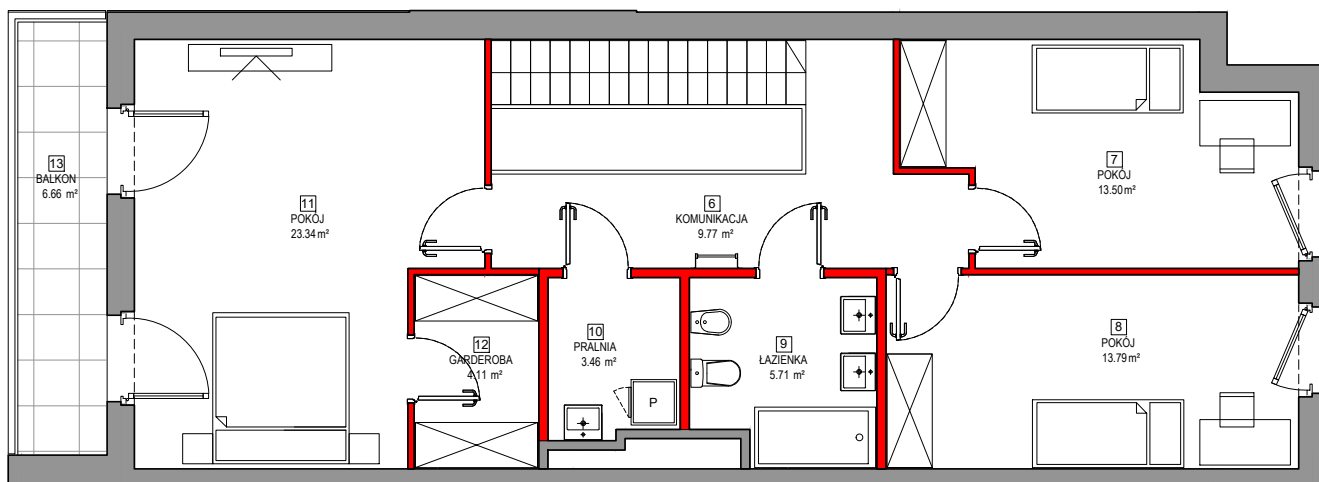 13
BALKON
6.66 m²
11
POKÓJ
23.34 m²
6
KOMUNIKACJA
9.77 m²
7
POKÓJ
13.50 m²
12
GARDEROBA
4.11 m²
10
PRALNIA
3.46 m²
P
9
ŁAZIENKA
5.71 m²
8
POKÓJ
13.79 m²